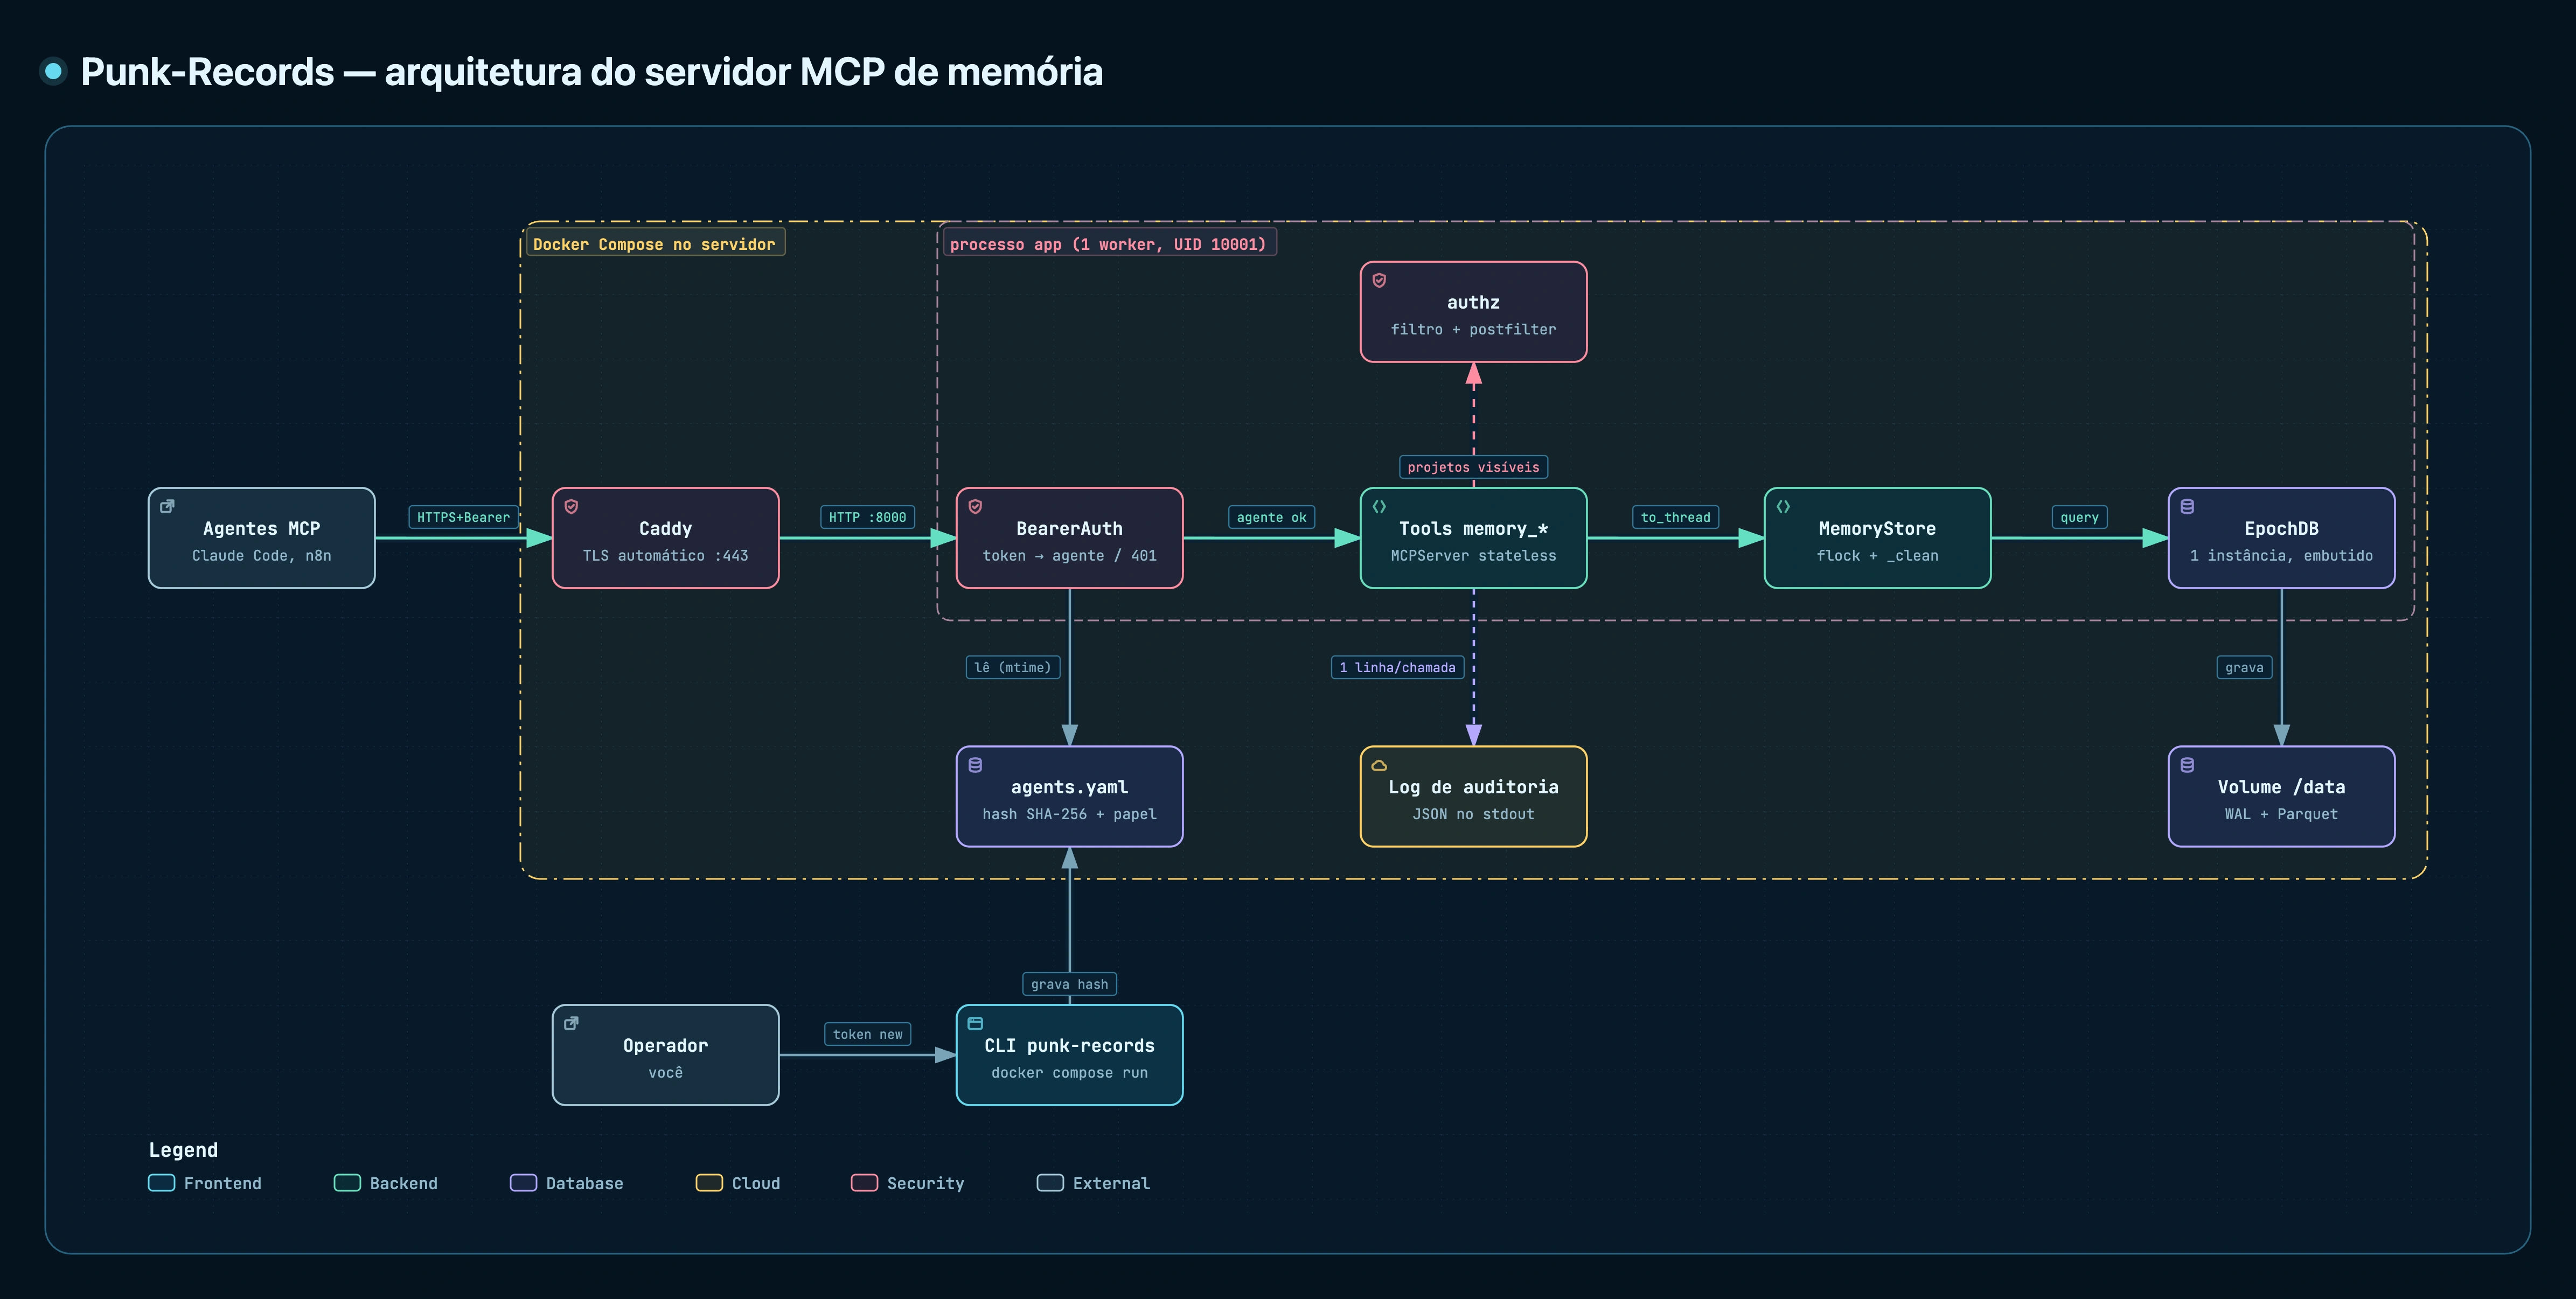 Punk-Records — arquitetura do servidor MCP de memória
Docker Compose no servidor
processo app (1 worker, UID 10001)
authz
filtro + postfilter
projetos visíveis
Agentes MCP
Claude Code, n8n
HTTPS+Bearer
Caddy
TLS automático :443
HTTP :8000
BearerAuth
token → agente / 401
agente ok
Tools memory_*
MCPServer stateless
to_thread
MemoryStore
flock + _clean
query
EpochDB
1 instância, embutido
lê (mtime)
1 linha/chamada
grava
agents.yaml
hash SHA-256 + papel
Log de auditoria
JSON no stdout
Volume /data
WAL + Parquet
grava hash
Operador
você
token new
CLI punk-records
docker compose run
Legend
Frontend
Backend
Database
Cloud
Security
External